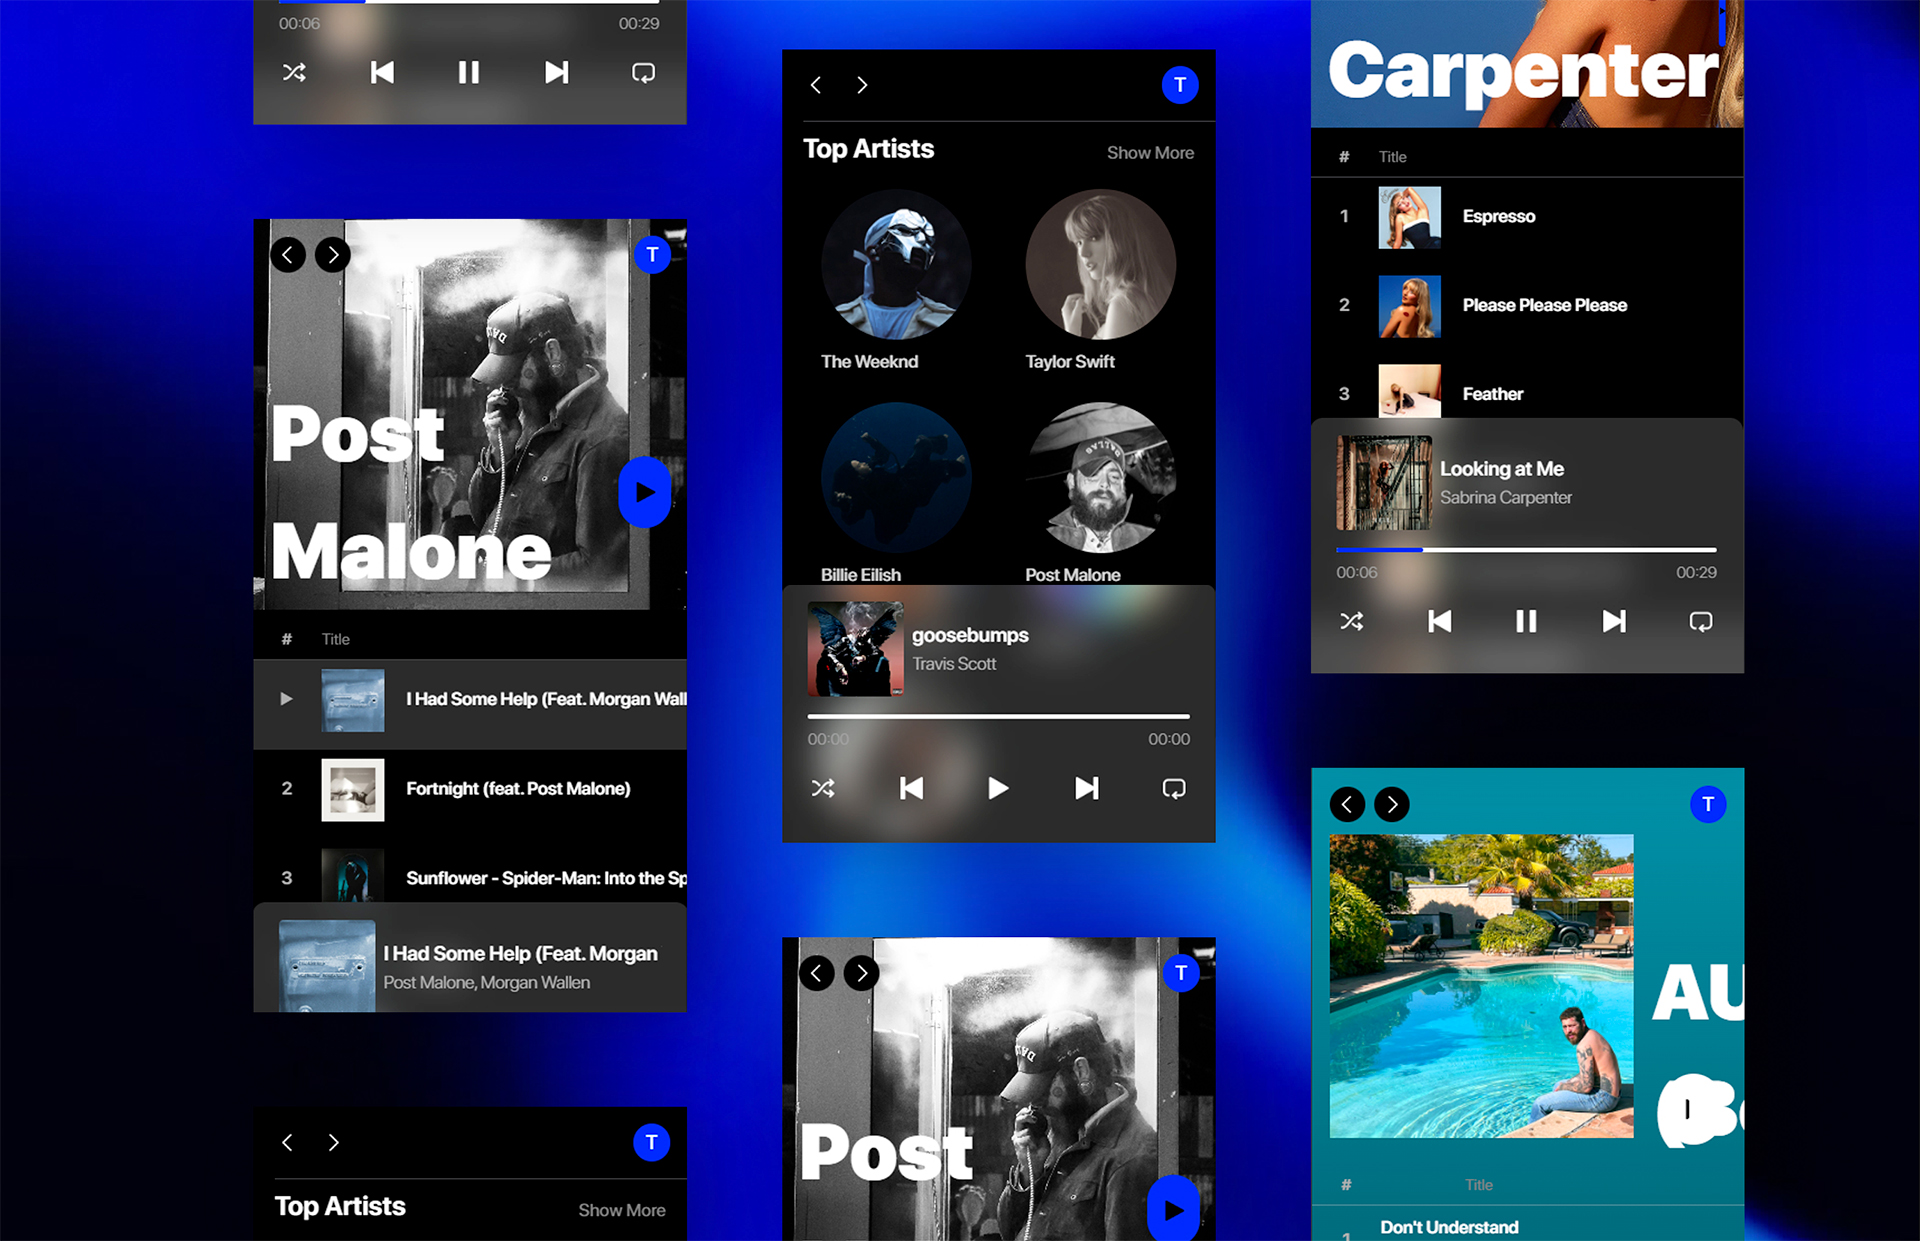 00:06
00:29
T
Post
Malone
#
Title
I Had Some Help (Feat. Morgan Wall
2
Fortnight (feat. Post Malone)
3
Sunflower - Spider-Man: Into the Sp
I Had Some Help (Feat. Morgan
Post Malone, Morgan Wallen
T
Top Artists
Show More
T
Top Artists
Show More
The Weeknd
Taylor Swift
Billie Eilish
Post Malone
goosebumps
Travis Scott
00:00
00:00
T
Post
Carpenter
#
Title
1
Espresso
2
Please Please Please
3
Feather
Looking at Me
Sabrina Carpenter
00:06
00:29
T
AU
#
Title
1
Don't Understand